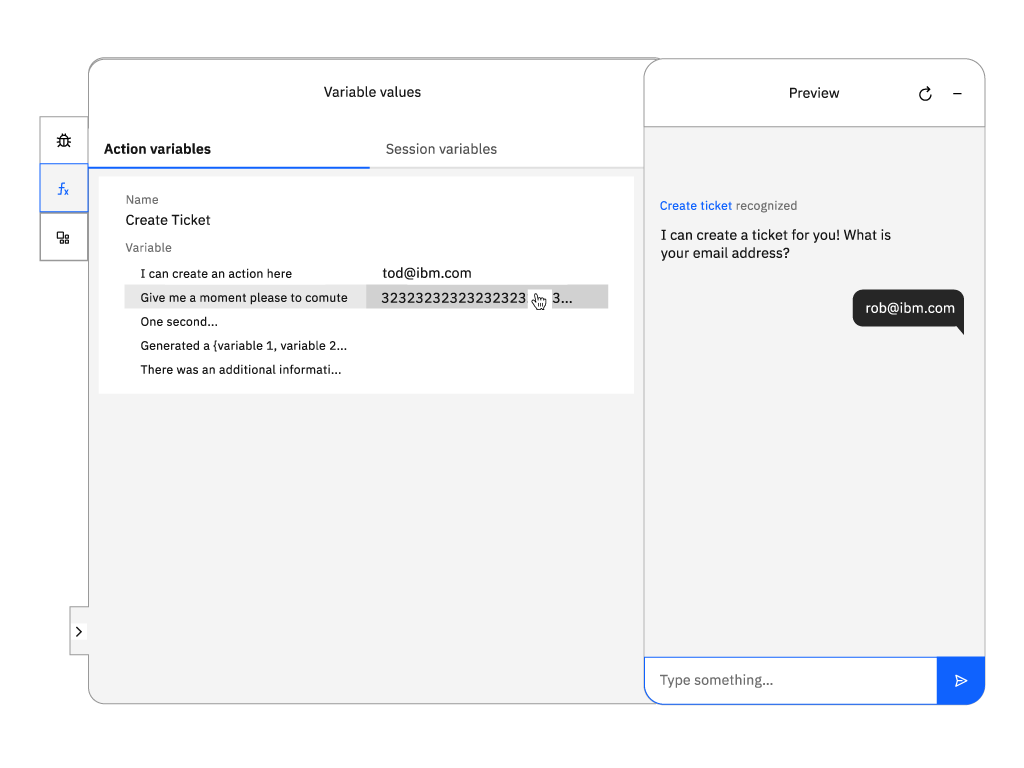 Variable values
Action variables
Session variables
Name
Create Ticket
Variable
I can create an action here
tod@ibm.com
Give me a moment please to comute
32323232323232323 3...
One second...
Generated a {variable 1, variable 2...
There was an additional informati...
fx
Preview
Create ticket recognized
I can create a ticket for you! What is
your email address?
rob@ibm.com
Type something...